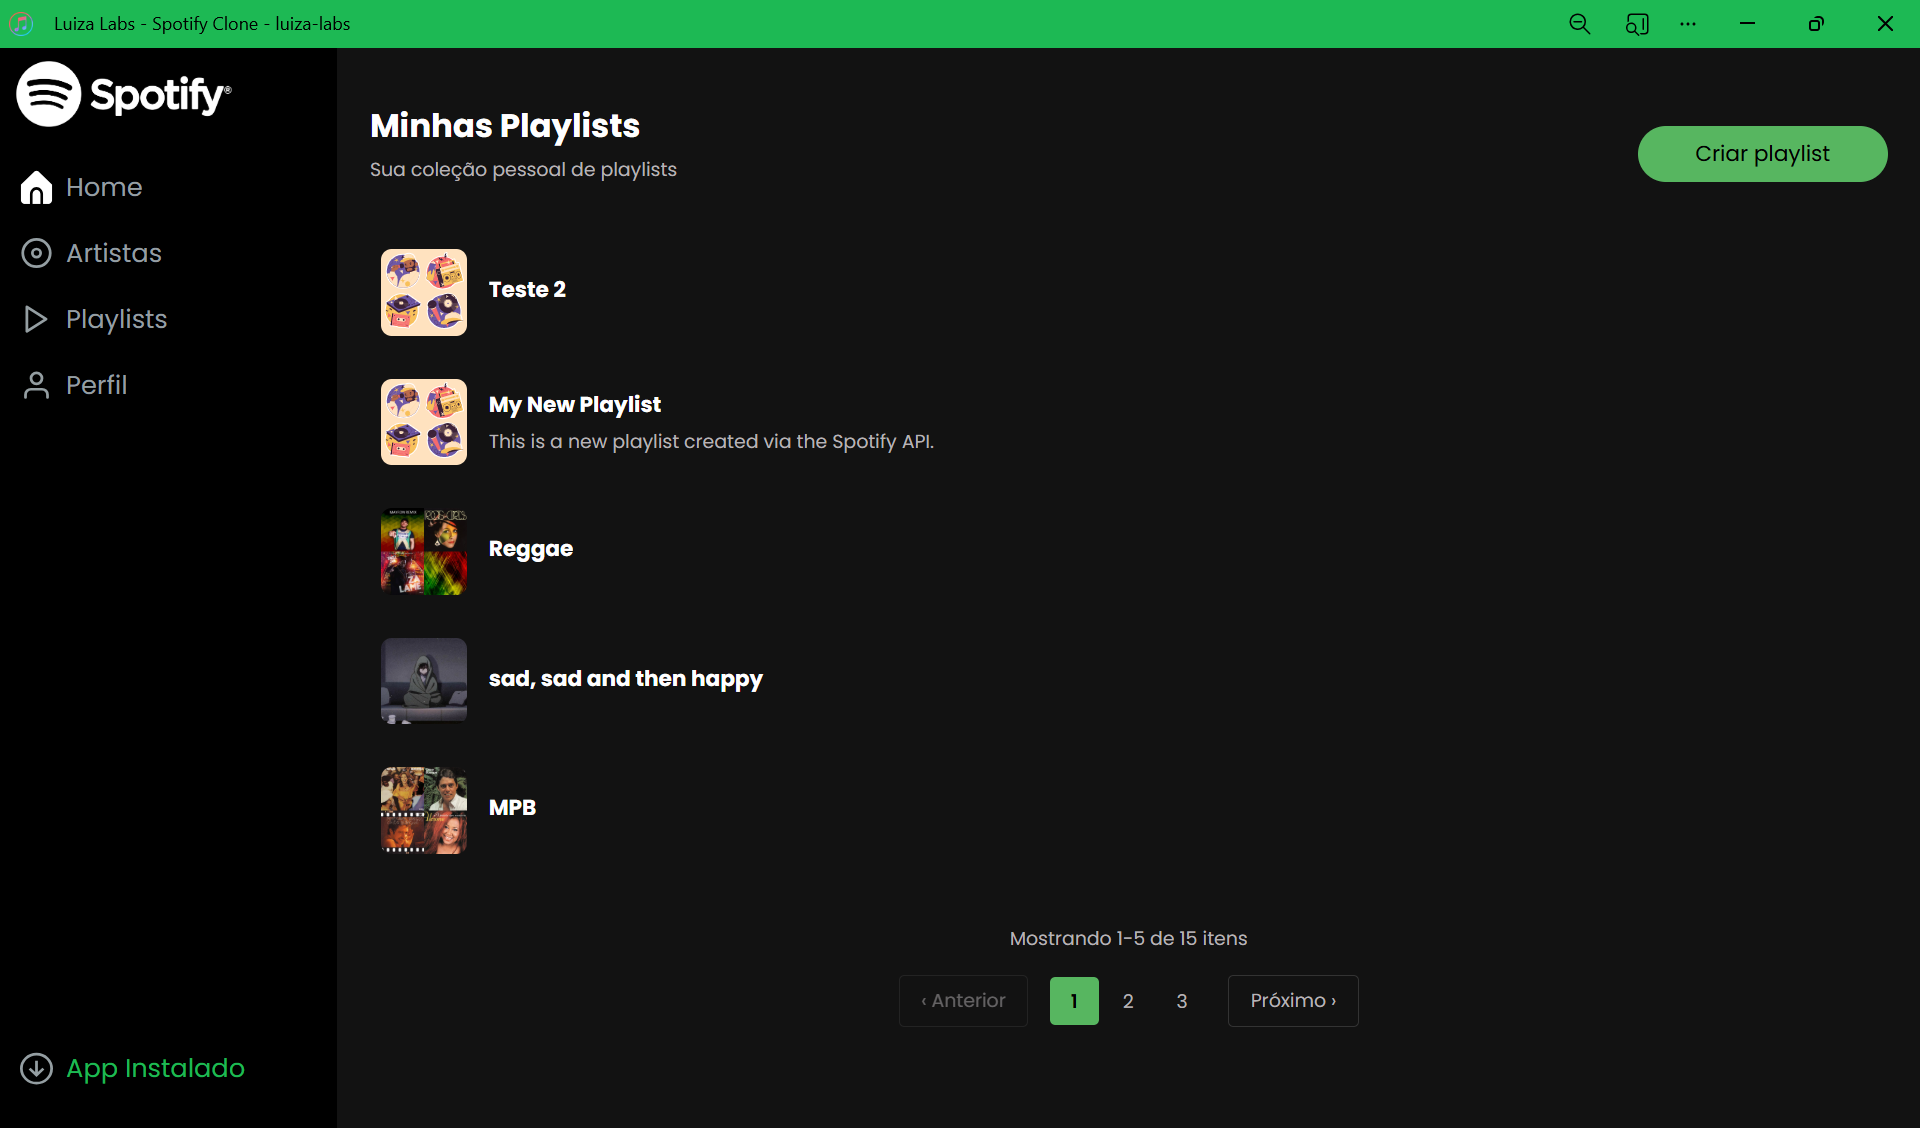 Luiza Labs - Spotify Clone - luiza-labs
Spotify®
Home
Artistas
Playlists
Perfil
App Instalado
Minhas Playlists
Sua coleção pessoal de playlists
Criar playlist
Teste 2
My New Playlist
This is a new playlist created via the Spotify API.
Reggae
sad, sad and then happy
MPB
Mostrando 1-5 de 15 itens
‹ Anterior 1 2 3 Próximo ›